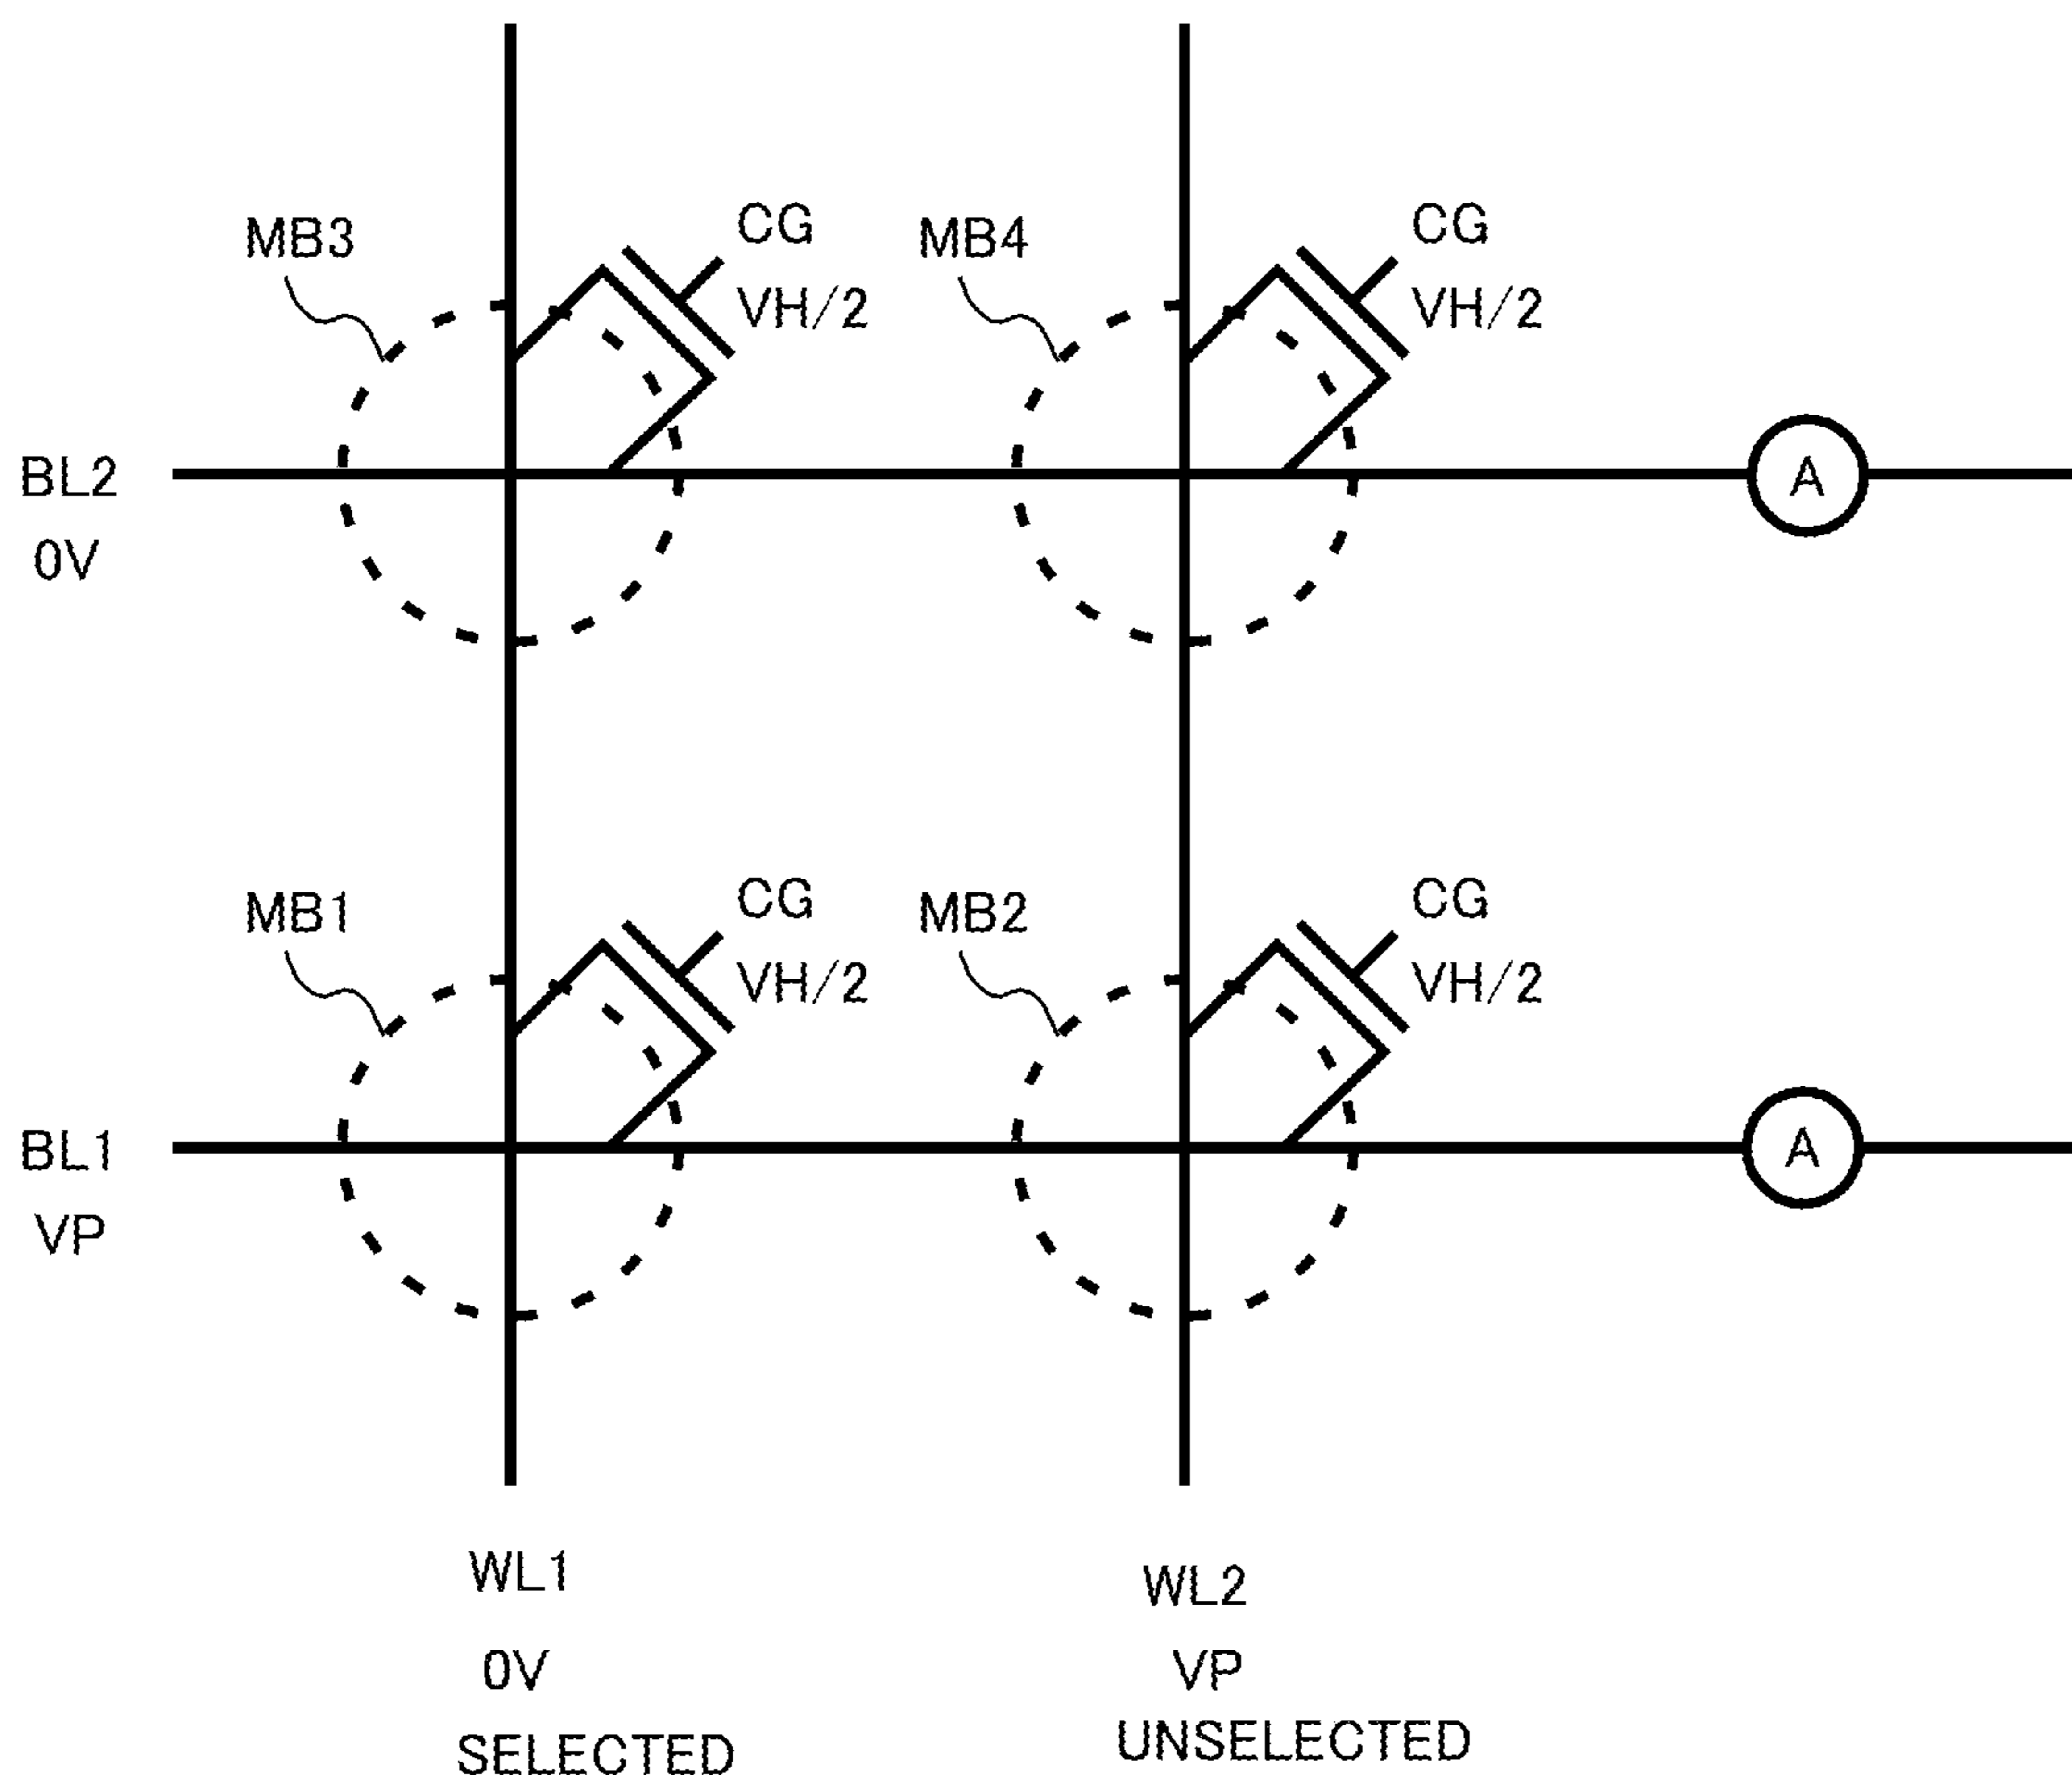 MB3
CG
VH/2
MB4
CG
VH/2
BL2
0V
A
MB1
CG
VH/2
MB2
CG
VH/2
BL1
VP
A
WL1
0V
SELECTED
WL2
VP
UNSELECTED